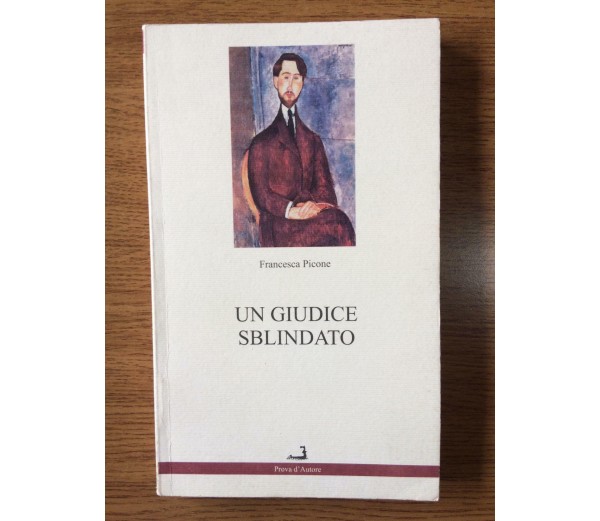 Francesca Picone
UN GIUDICE
SBLINDATO
Prova d'Autore